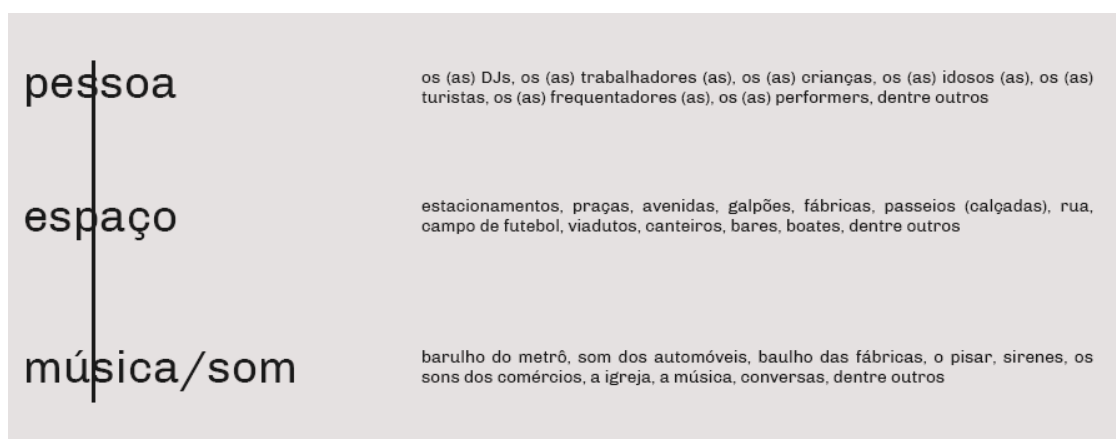 pessoa
os (as) DJs, os (as) trabalhadores (as), os (as) crianças, os (as) idosos (as), os (as)
turistas, os (as) frequentadores (as), os (as) performers, dentre outros
espaço
estacionamentos, praças, avenidas, galpões, fábricas, passeios (calçadas), rua,
campo de futebol, viadutos, canteiros, bares, boates, dentre outros
música/som
barulho do metrô, som dos automóveis, baulho das fábricas, o pisar, sirenes, os
sons dos comércios, a igreja, a música, conversas, dentre outros